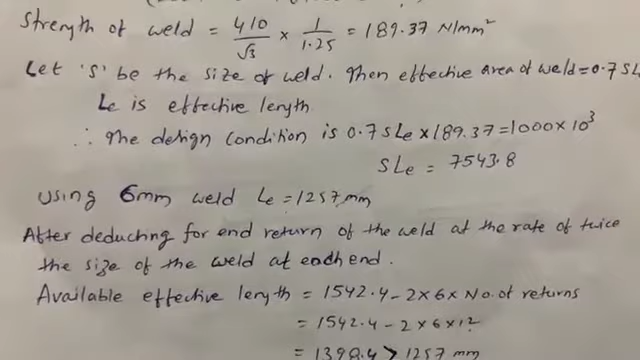 Strength of weld = 410/√3 × 1/1.25 = 189.37 N/mm²
Let 's' be the size of weld. Then effective area of weld = 0.7 SL
Le is effective length
∴ The design condition is 0.7 SLe × 189.37 = 1000 × 10³
SLe = 7543.8
Using 6mm weld Le = 1257 mm
After deducting for end return of the weld at the rate of twice
the size of the weld at each end.
Available effective length = 1542.4 – 2 × 6 × No. of returns
= 1542.4 – 2 × 6 × 12
= 1398.4 > 1257 mm